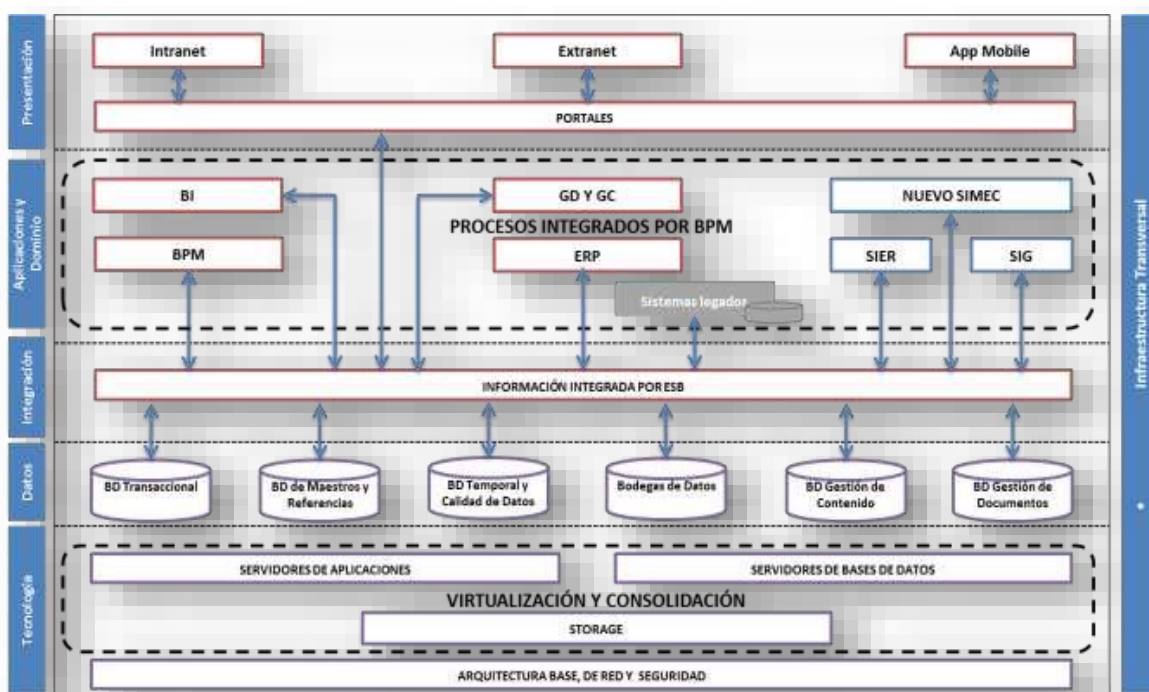 Presentación
Intranet
Extranet
App Mobile
PORTALES
Aplicaciones y
Dominio
BI
GD Y GC
NUEVO SIMEC
PROCESOS INTEGRADOS POR BPM
BPM
ERP
SIER
SIG
Sistemas legador
Integración
INFORMACIÓN INTEGRADA POR ESB
Datos
BD Transaccional
BD de Maestros y
Referencias
BD Temporal y
Calidad de Datos
Bodegas de Datos
BD Gestión de
Contenido
BD Gestión de
Documentos
Tecnología
SERVIDORES DE APLICACIONES
SERVIDORES DE BASES DE DATOS
VIRTUALIZACIÓN Y CONSOLIDACIÓN
STORAGE
ARQUITECTURA BASE, DE RED Y SEGURIDAD
Infraestructura Transversal